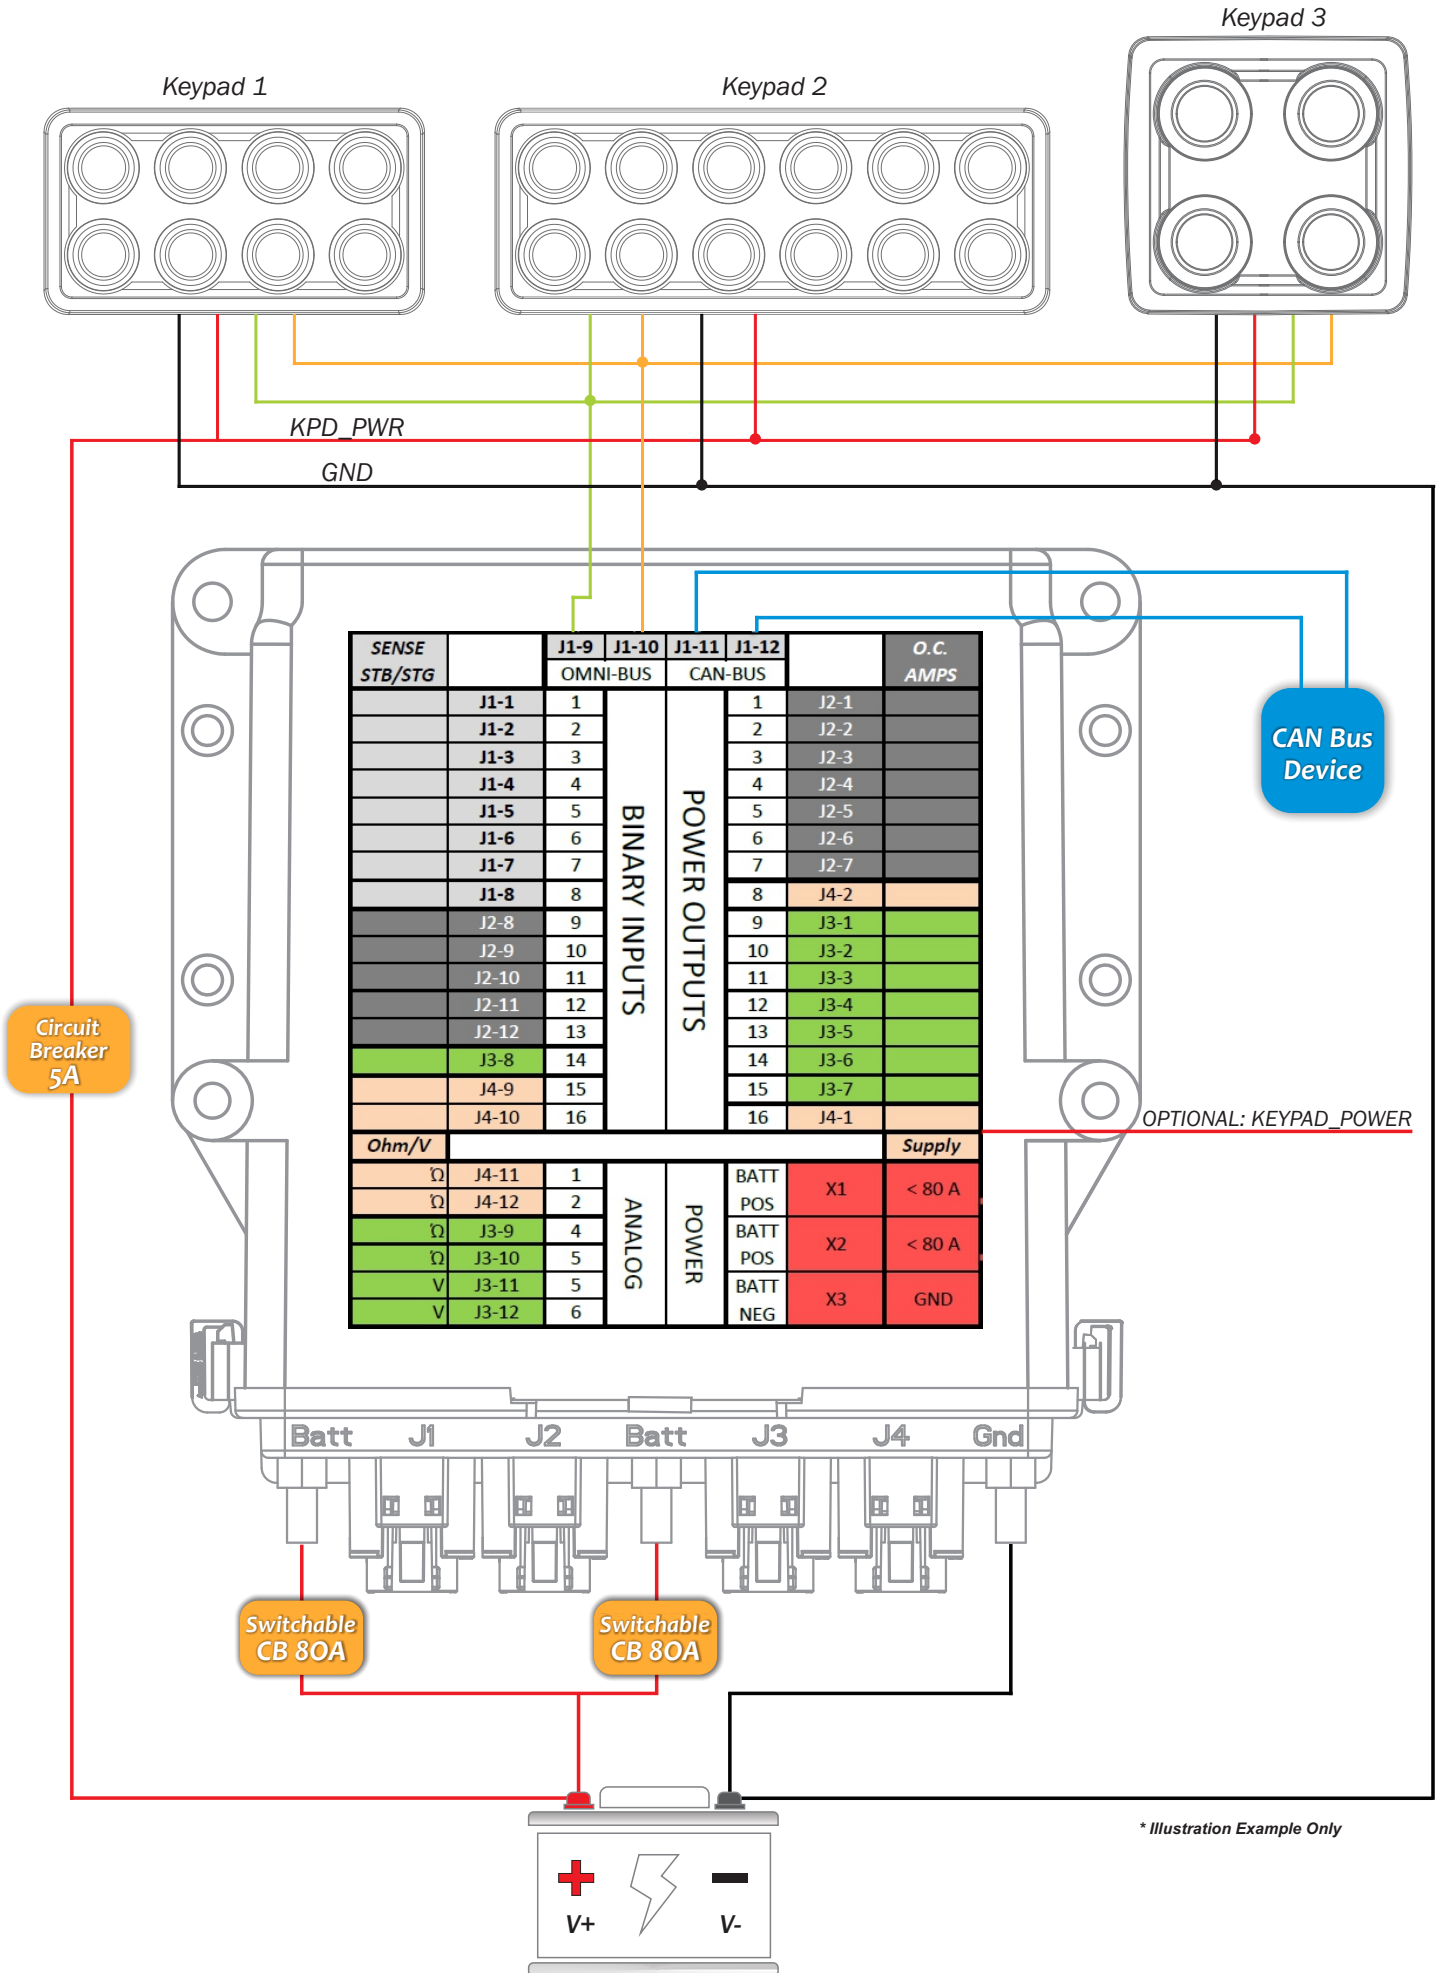 Keypad 3
Keypad 1
Keypad 2
KPD_PWR
GND
SENSE J1-9 J1-10 J1-11 J1-12 O.C.
STB/STG OMNI-BUS CAN-BUS AMPS
J1-1 1 1 J2-1
J1-2 2 2 J2-2
J1-3 3 3 J2-3
J1-4 4 4 J2-4
J1-5 5 5 J2-5
J1-6 6 6 J2-6
J1-7 7 7 J2-7
J1-8 8 8 J4-2
J2-8 9 9 J3-1
J2-9 10 10 J3-2
J2-10 11 11 J3-3
J2-11 12 12 J3-4
J2-12 13 13 J3-5
J3-8 14 14 J3-6
J4-9 15 15 J3-7
J4-10 16 16 J4-1
BINARY INPUTS
POWER OUTPUTS
CAN Bus
Device
Circuit
Breaker
5A
OPTIONAL: KEYPAD_POWER
Ohm/V Supply
Ω J4-11 1 BATT X1 < 80 A
Ω J4-12 2 POS
Ω J3-9 4 BATT X2 < 80 A
Ω J3-10 5 POS
V J3-11 5 BATT X3 GND
V J3-12 6 NEG
ANALOG
POWER
Batt J1 J2 Batt J3 J4 Gnd
Switchable
CB 80A
Switchable
CB 80A
* Illustration Example Only
V+ V-